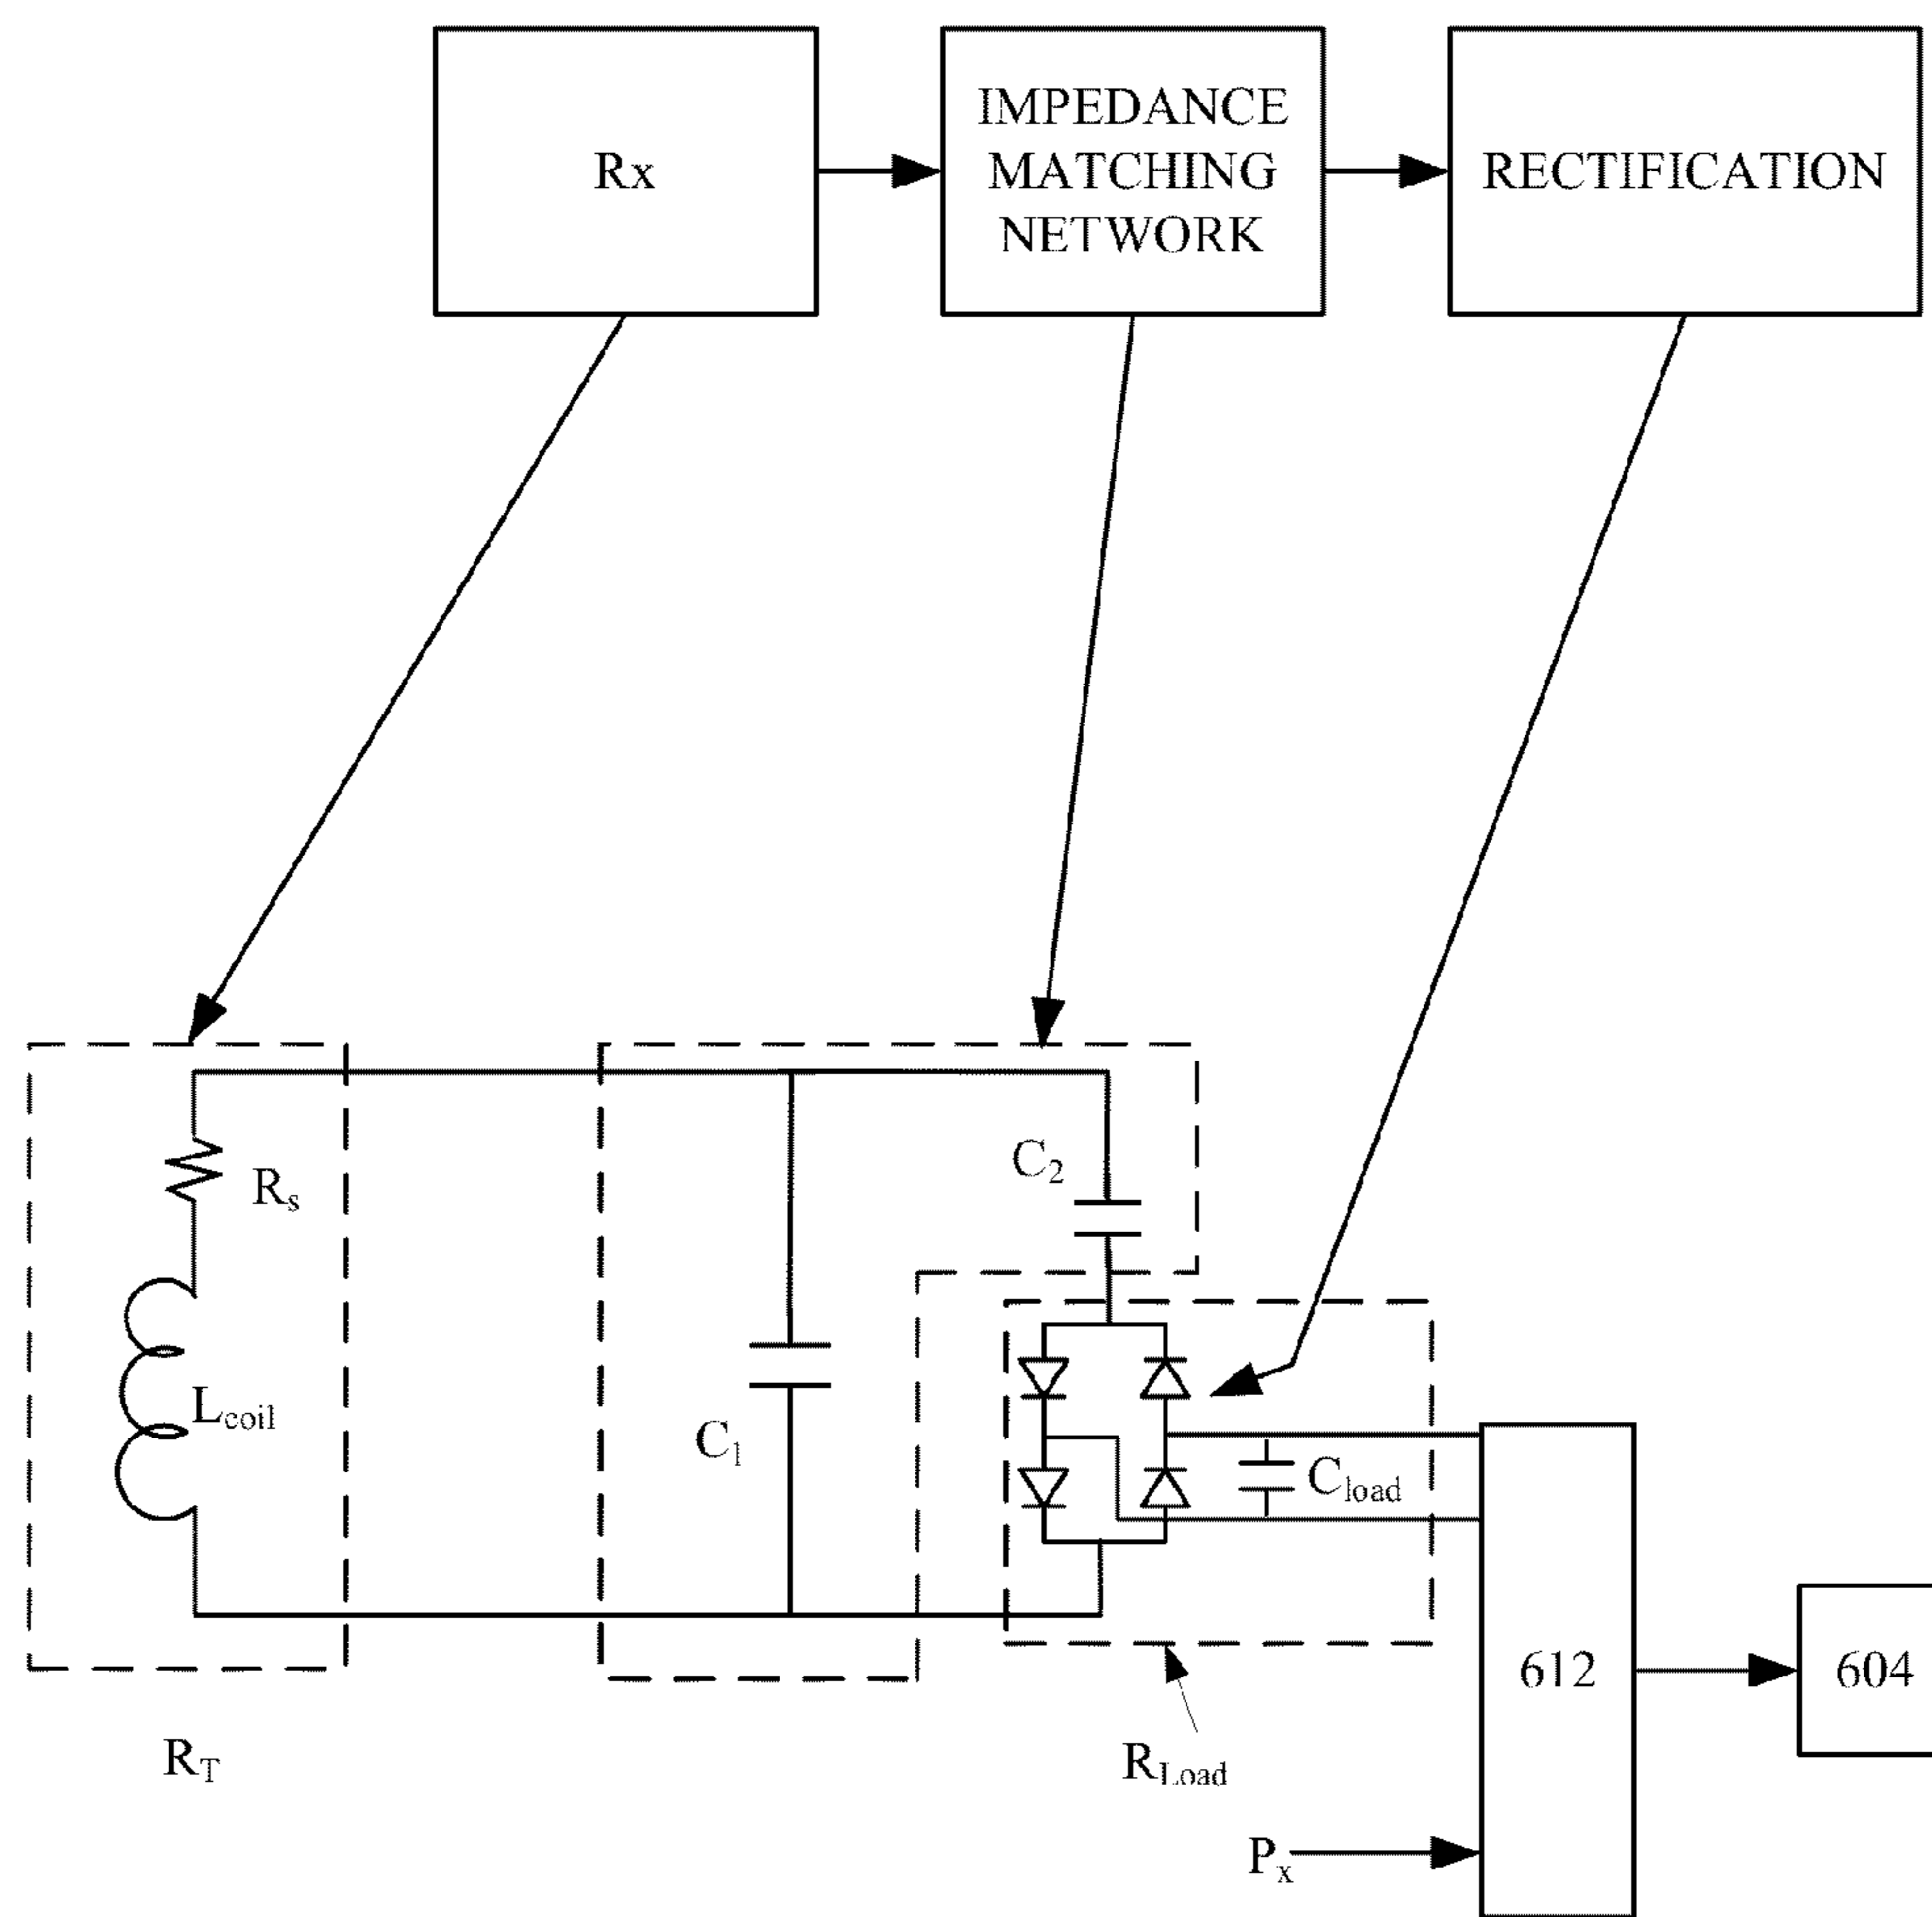 Rx
IMPEDANCE
MATCHING
NETWORK
RECTIFICATION
Rs
C2
Lcoil
C1
Cload
612
604
RT
RLoad
Px